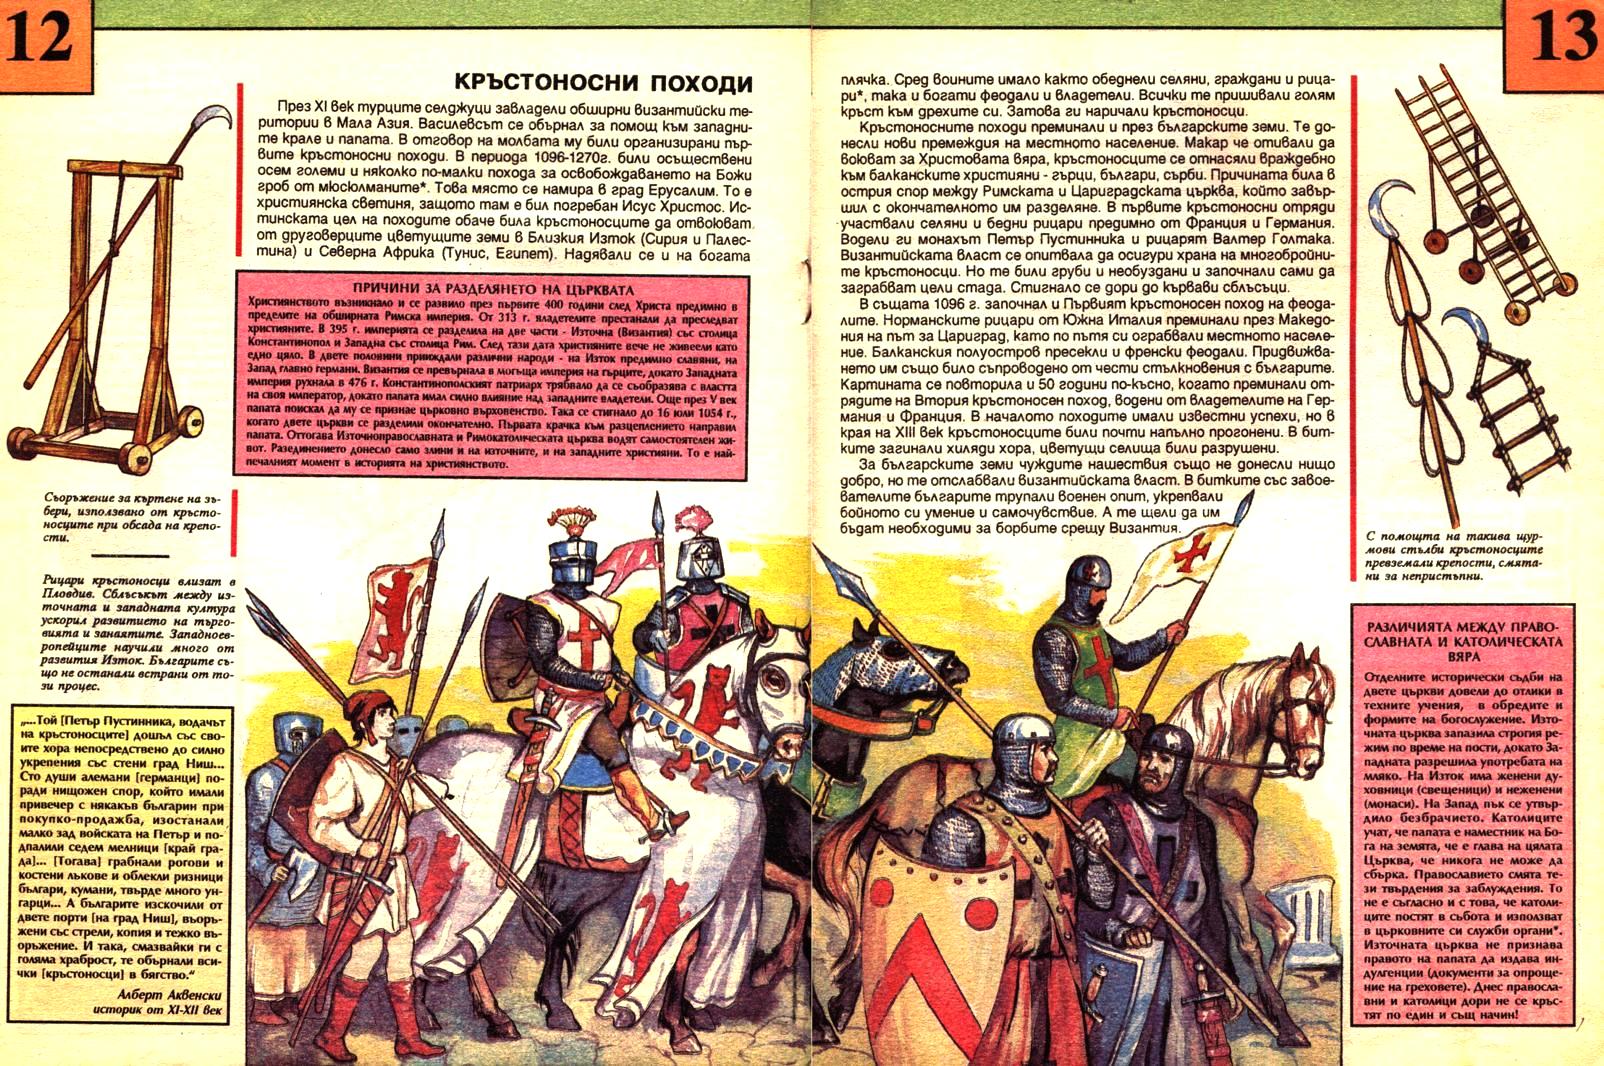 12
КРЪСТОНОСНИ ПОХОДИ
През XI век турците селджуци завладели обширни византийски те-
ритории в Мала Азия. Василевсът се обърнал за помощ към западни-
те крале и папата. В отговор на молбата му били организирани пър-
вите кръстоносни походи. В периода 1096-1270г. били осъществени
осем големи и няколко по-малки похода за освобождаването на Божи
гроб от мюсюлманите*. Това място се намира в град Ерусалим. То е
християнска светиня, защото там е бил погребан Исус Христос. Ис-
тинската цел на походите обаче била кръстоносците да отвоюват
от друговерците цветущите земи в Близкия Изток (Сирия и Палес-
тина) и Северна Африка (Тунис, Египет). Надявали се и на богата
ПРИЧИНИ ЗА РАЗДЕЛЯНЕТО НА ЦЪРКВАТА
Християнството възникнало и се развило през първите 400 години след Христа предимно в
пределите на обширната Римска империя. От 313 г. владетелите престанали да преследват
християните. В 395 г. империята се разделила на две части - Източна (Византия) със столица
Константинопол и Западна със столица Рим. След тази дата християните вече не живеели като
едно цяло. В двете половини прииждали различни народи - на Изток предимно славяни, на
Запад главно германи. Византия се превърнала в могъща империя на гърците, докато Западната
империя рухнала в 476 г. Константинополският патриарх трябвало да се съобразява с властта
на своя император, докато папата имал силно влияние над западните владетели. Още през V век
папата поискал да му се признае църковно върховенство. Така се стигнало до 16 юли 1054 г.,
когато двете църкви се разделили окончателно. Първата крачка към разцеплението направил
папата. Оттогава Източноправославната и Римокатолическата църква водят самостоятелен жи-
вот. Разединението донесло само злини и на източните, и на западните християни. То е най-
печалният момент в историята на християнството.
Съоръжение за къртене на зъ-
бери, използвано от кръсто-
носците при обсада на крепо-
сти.
Рицари кръстоносци влизат в
Пловдив. Сблъсъкът между из-
точната и западната култура
ускорил развитието на търго-
вията и занаятите. Западноев-
ропейците научили много от
развития Изток. Българите съ-
що не останали встрани от то-
зи процес.
„...Той [Петър Пустинника, водачът
на кръстоносците] дошъл със сво-
ите хора непосредствено до силно
укрепения със стени град Ниш...
Сто души алемани [германци] по-
ради нищожен спор, който имали
привечер с някакъв българин при
покупко-продажба, изостанали
малко зад войската на Петър и по-
дпалили седем мелници [край гра-
да]... [Тогава] грабнали рогови и
костени лъкове и облекли ризници
българи, кумани, твърде много ун-
гарци... А българите изскочили от
двете порти [на град Ниш], въоръ-
жени със стрели, копия и тежко въ-
оръжение. И така, смазвайки ги с
голяма храброст, те обърнали вси-
чки [кръстоносци] в бягство.“
Алберт Аквенски
историк от XI-XII век
13
плячка. Сред воините имало както обеднели селяни, граждани и рица-
ри*, така и богати феодали и владетели. Всички те пришивали голям
кръст към дрехите си. Затова ги наричали кръстоносци.
Кръстоносните походи преминали и през българските земи. Те до-
несли нови премеждия на местното население. Макар че отивали да
воюват за Христовата вяра, кръстоносците се отнасяли враждебно
към балканските християни - гърци, българи, сърби. Причината била в
острия спор между Римската и Цариградската църква, който завър-
шил с окончателното им разделяне. В първите кръстоносни отряди
участвали селяни и бедни рицари предимно от Франция и Германия.
Водели ги монахът Петър Пустинника и рицарят Валтер Голтака.
Византийската власт се опитвала да осигури храна на многобройни-
те кръстоносци. Но те били груби и необуздани и започнали сами да
заграбват цели стада. Стигнало се дори до кървави сблъсъци.
В същата 1096 г. започнал и Първият кръстоносен поход на феода-
лите. Норманските рицари от Южна Италия преминали през Македо-
ния на път за Цариград, като по пътя си ограбвали местното населе-
ние. Балканския полуостров пресекли и френски феодали. Придвижва-
нето им също било съпроводено от чести стълкновения с българите.
Картината се повторила и 50 години по-късно, когато преминали от-
рядите на Втория кръстоносен поход, водени от владетелите на Гер-
мания и Франция. В началото походите имали известни успехи, но в
края на XIII век кръстоносците били почти напълно прогонени. В бит-
ките загинали хиляди хора, цветущи селища били разрушени.
За българските земи чуждите нашествия също не донесли нищо
добро, но те отслабвали византийската власт. В битките със завое-
вателите българите трупали военен опит, укрепвали
бойното си умение и самочувствие. А те щели да им
бъдат необходими за борбите срещу Византия.
С помощта на такива щур-
мови стълби кръстоносците
превземали крепости, смята-
ни за непристъпни.
РАЗЛИЧИЯТА МЕЖДУ ПРАВО-
СЛАВНАТА И КАТОЛИЧЕСКАТА
ВЯРА
Отделните исторически съдби на
двете църкви довели до отлики в
техните учения, в обредите и
формите на богослужение. Изто-
чната църква запазила строгия ре-
жим по време на пости, докато За-
падната разрешила употребата на
мляко. На Изток има женени ду-
ховници (свещеници) и неженени
(монаси). На Запад пък се утвър-
дило безбрачието. Католиците
учат, че папата е наместник на Бо-
га на земята, че е глава на цялата
Църква, че никога не може да
сбърка. Православието смята те-
зи твърдения за заблуждения. То
не е съгласно и с това, че католи-
ците постят в събота и използват
в църковните си служби органи*.
Източната църква не признава
правото на папата да издава ин-
дулгенции (документи за опроще-
ние на греховете). Днес правосла-
вни и католици дори не се кръс-
тят по един и същ начин!